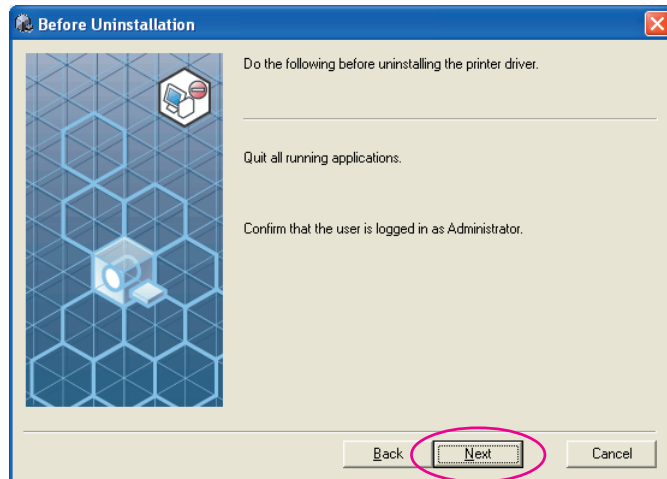 Before Uninstallation
Do the following before uninstalling the printer driver.
Quit all running applications.
Confirm that the user is logged in as Administrator.
Back
Next
Cancel